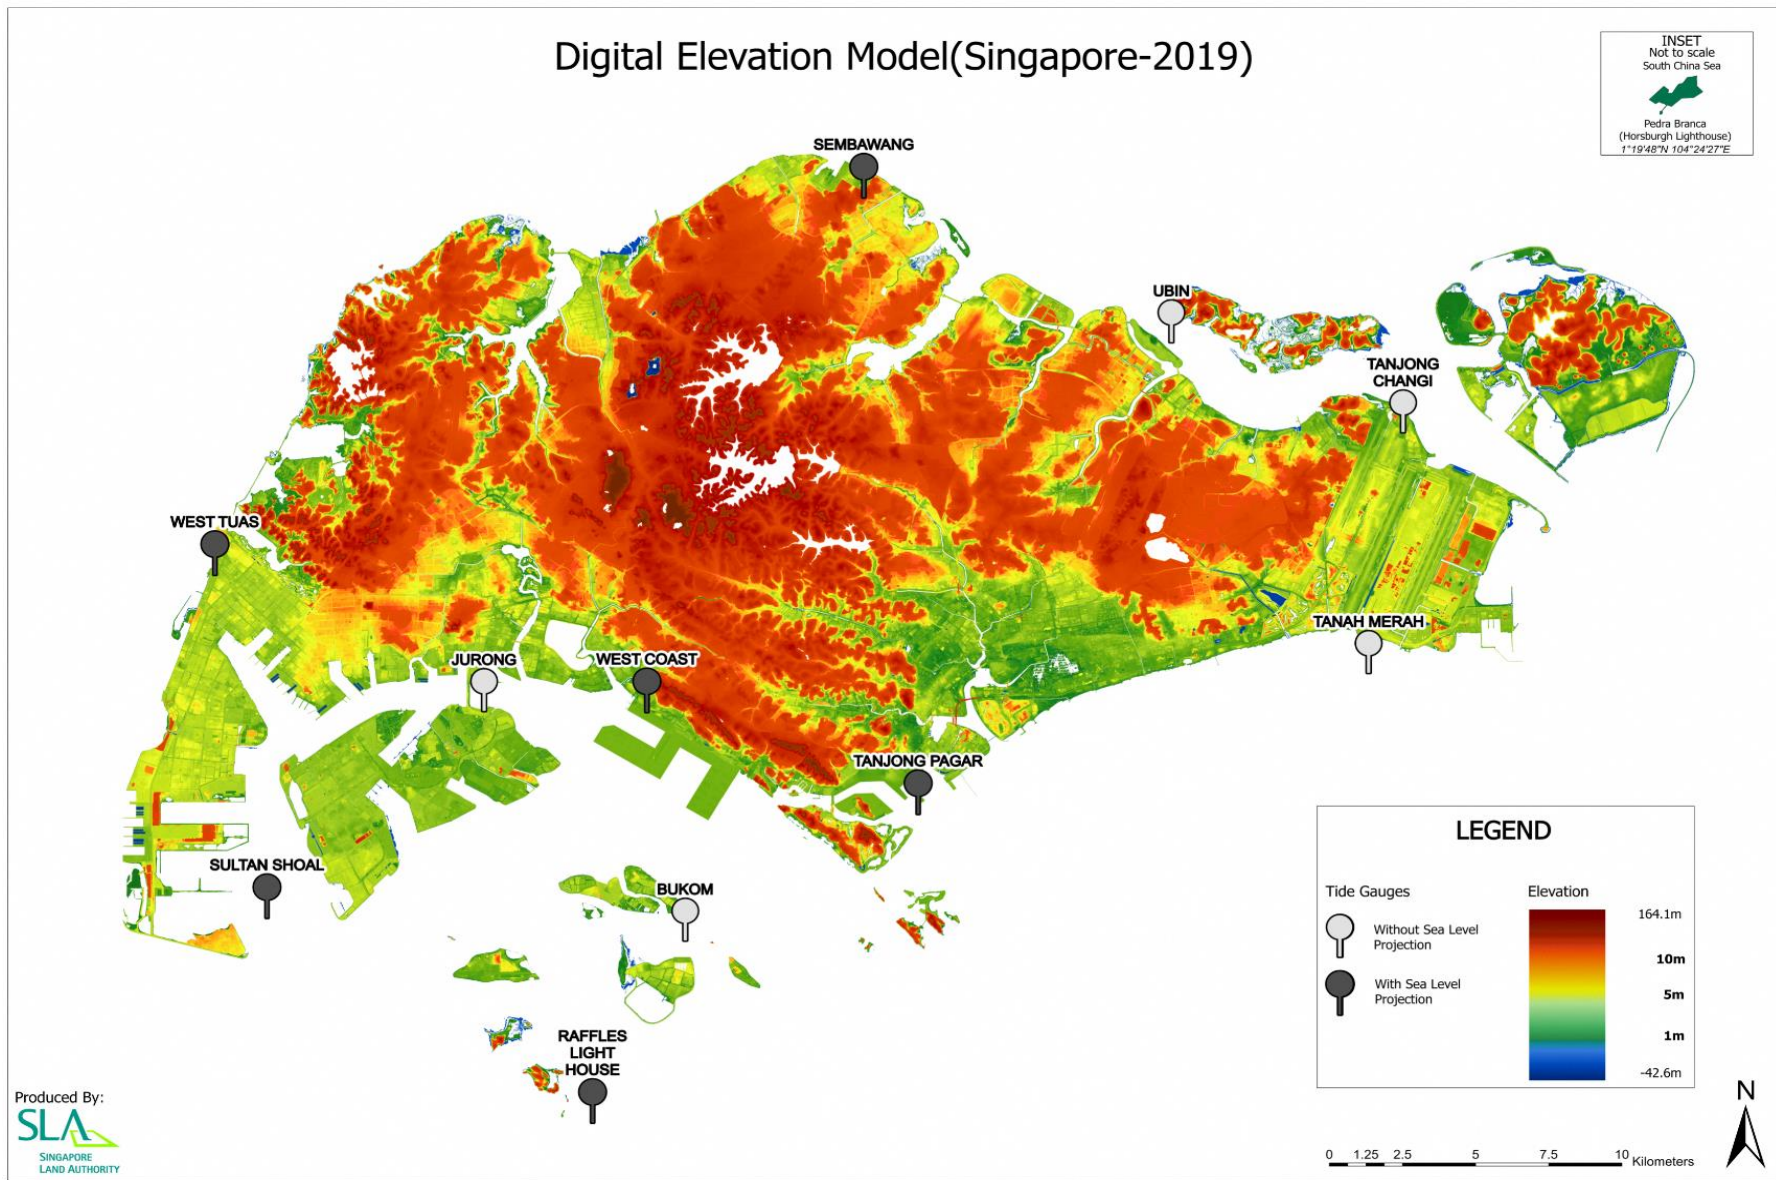 Digital Elevation Model(Singapore-2019)
INSET
Not to scale
South China Sea
Pedra Branca
(Horsburgh Lighthouse)
1°19'48"N 104°24'27"E
SEMBAWANG
UBIN
TANJONG
CHANGI
WEST TUAS
TANAH MERAH
JURONG
WEST COAST
TANJONG PAGAR
SULTAN SHOAL
BUKOM
RAFFLES
LIGHT
HOUSE
LEGEND
Tide Gauges
Without Sea Level
Projection
With Sea Level
Projection
Elevation
164.1m
10m
5m
1m
-42.6m
Produced By:
SLA
SINGAPORE
LAND AUTHORITY
0 1.25 2.5 5 7.5 10 Kilometers
N